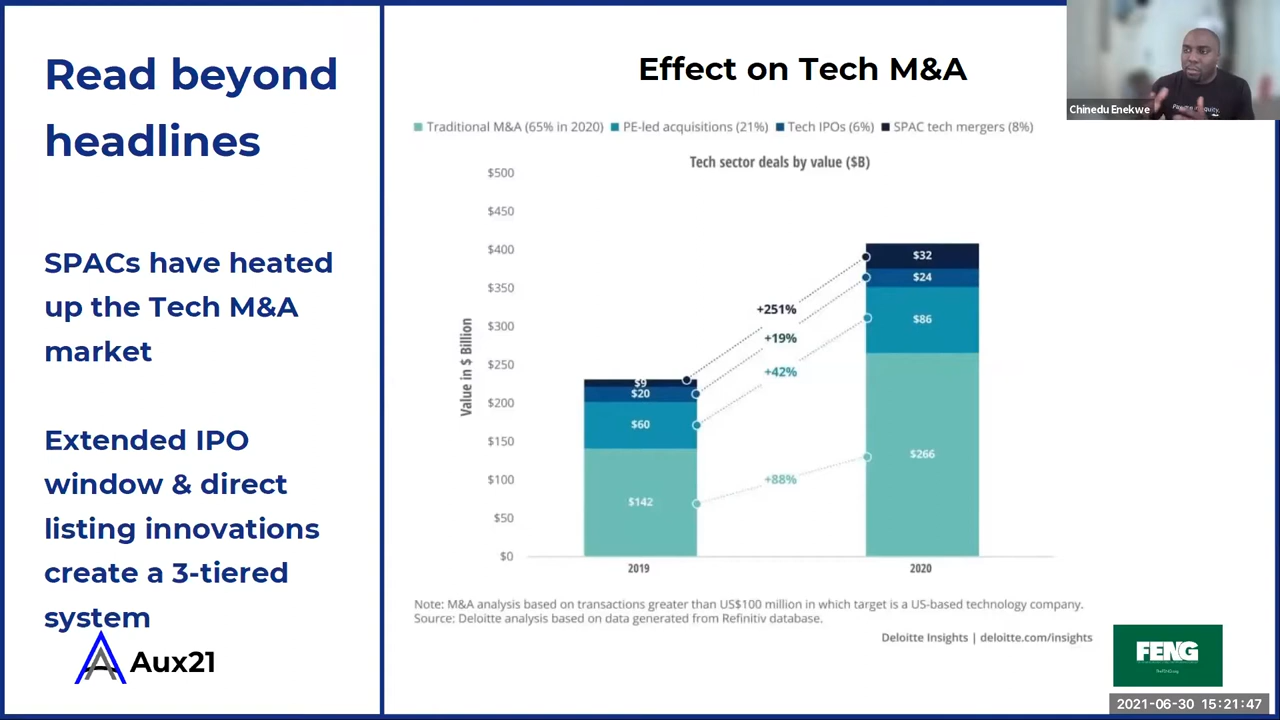 Read beyond
headlines
SPACs have heated
up the Tech M&A
market
Extended IPO
window & direct
listing innovations
create a 3-tiered
system
Aux21
Effect on Tech M&A
Traditional M&A (65% in 2020) PE-led acquisitions (21%) Tech IPOs (6%) SPAC tech mergers (8%)
Tech sector deals by value ($B)
Value in $ Billion
$500
$450
$400
$350
$300
$250
$200
$150
$100
$50
$0
$9
$20
$60
$142
+251%
+19%
+42%
+88%
$32
$24
$86
$266
2019 2020
Note: M&A analysis based on transactions greater than US$100 million in which target is a US-based technology company.
Source: Deloitte analysis based on data generated from Refinitiv database.
Deloitte Insights | deloitte.com/insights
Chinedu Enekwe
FENG
2021-06-30 15:21:47